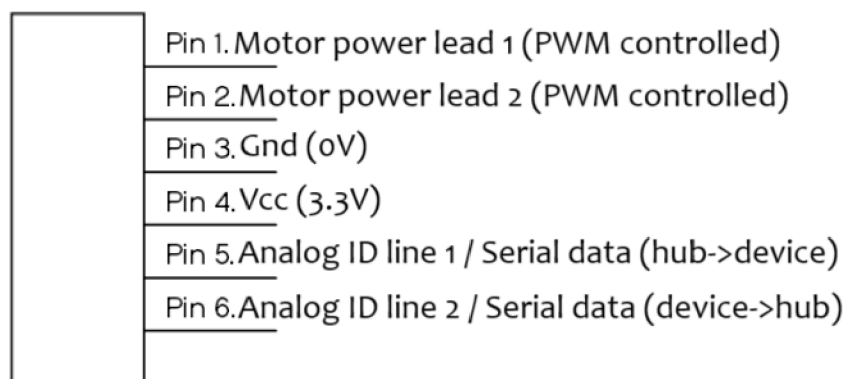 Pin 1. Motor power lead 1 (PWM controlled)
Pin 2. Motor power lead 2 (PWM controlled)
Pin 3. Gnd (0V)
Pin 4. Vcc (3.3V)
Pin 5. Analog ID line 1 / Serial data (hub->device)
Pin 6. Analog ID line 2 / Serial data (device->hub)